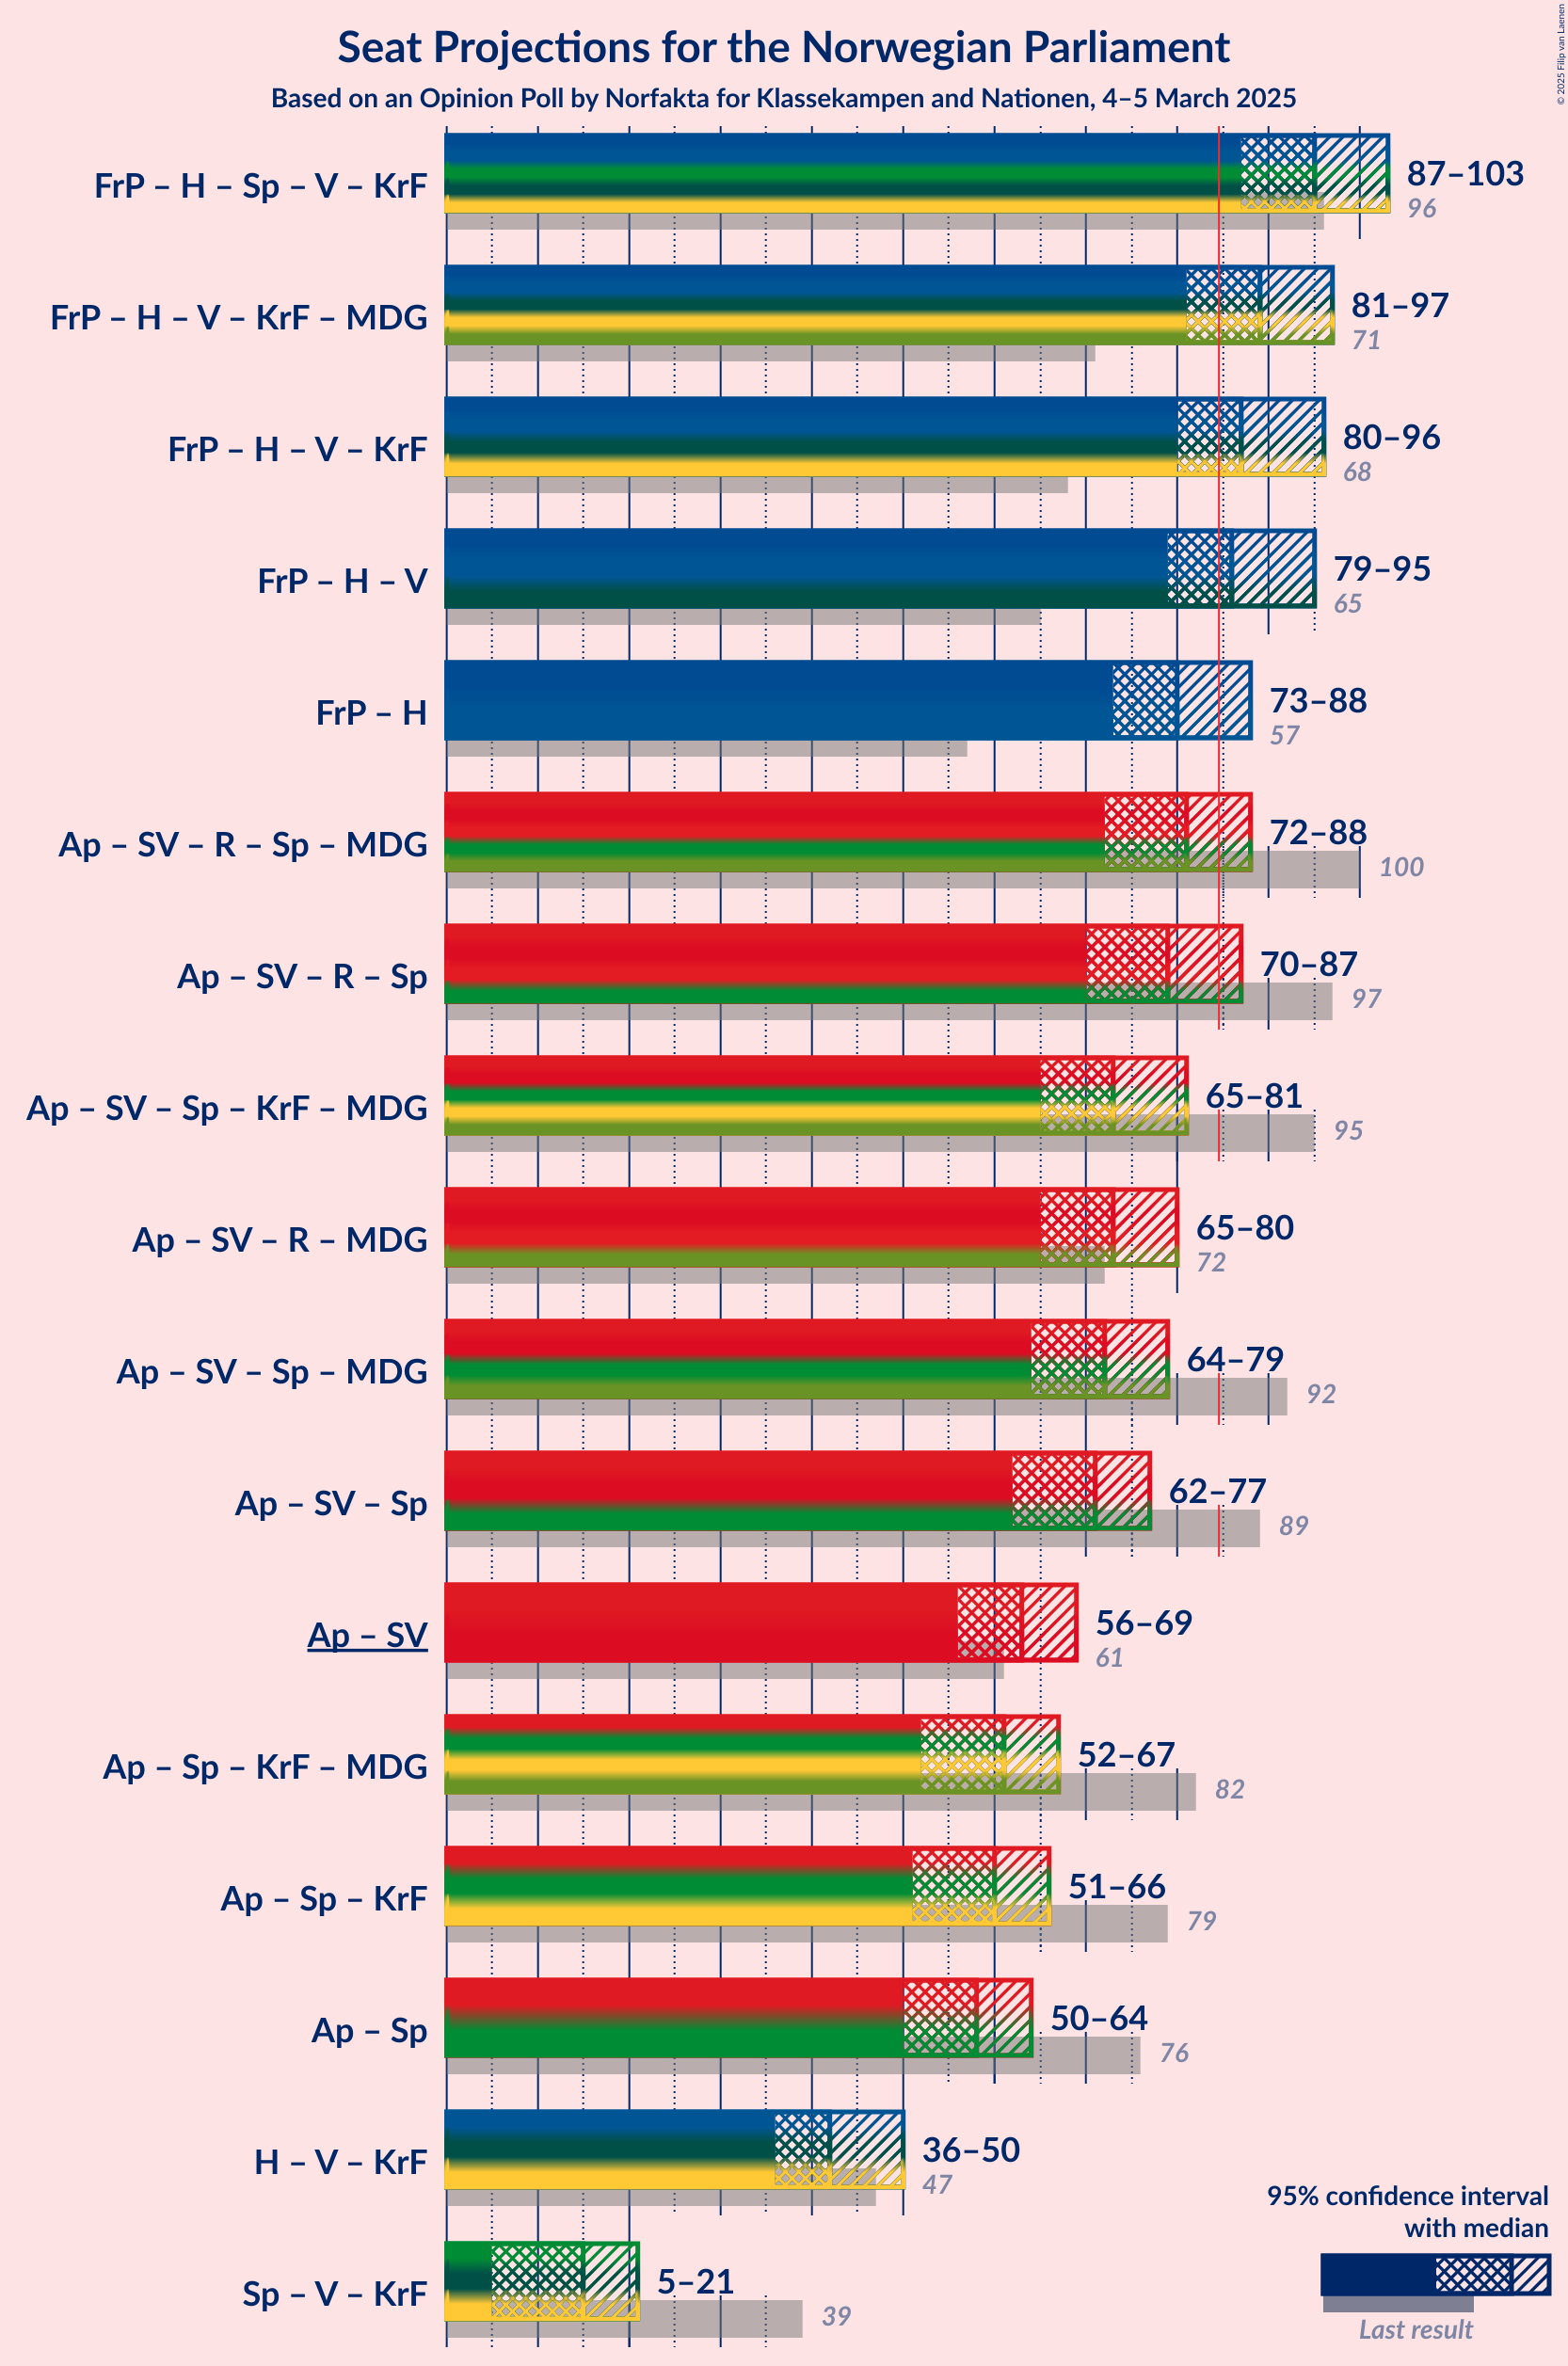 © 2025 Filip van Laenen
Seat Projections for the Norwegian Parliament
Based on an Opinion Poll by Norfakta for Klassekampen and Nationen, 4–5 March 2025
FrP – H – Sp – V – KrF
87–103
96
FrP – H – V – KrF – MDG
81–97
71
FrP – H – V – KrF
80–96
68
FrP – H – V
79–95
65
FrP – H
73–88
57
Ap – SV – R – Sp – MDG
72–88
100
Ap – SV – R – Sp
70–87
97
Ap – SV – Sp – KrF – MDG
65–81
95
Ap – SV – R – MDG
65–80
72
Ap – SV – Sp – MDG
64–79
92
Ap – SV – Sp
62–77
89
Ap – SV
56–69
61
Ap – Sp – KrF – MDG
52–67
82
Ap – Sp – KrF
51–66
79
Ap – Sp
50–64
76
H – V – KrF
36–50
47
Sp – V – KrF
5–21
39
95% confidence interval
with median
Last result